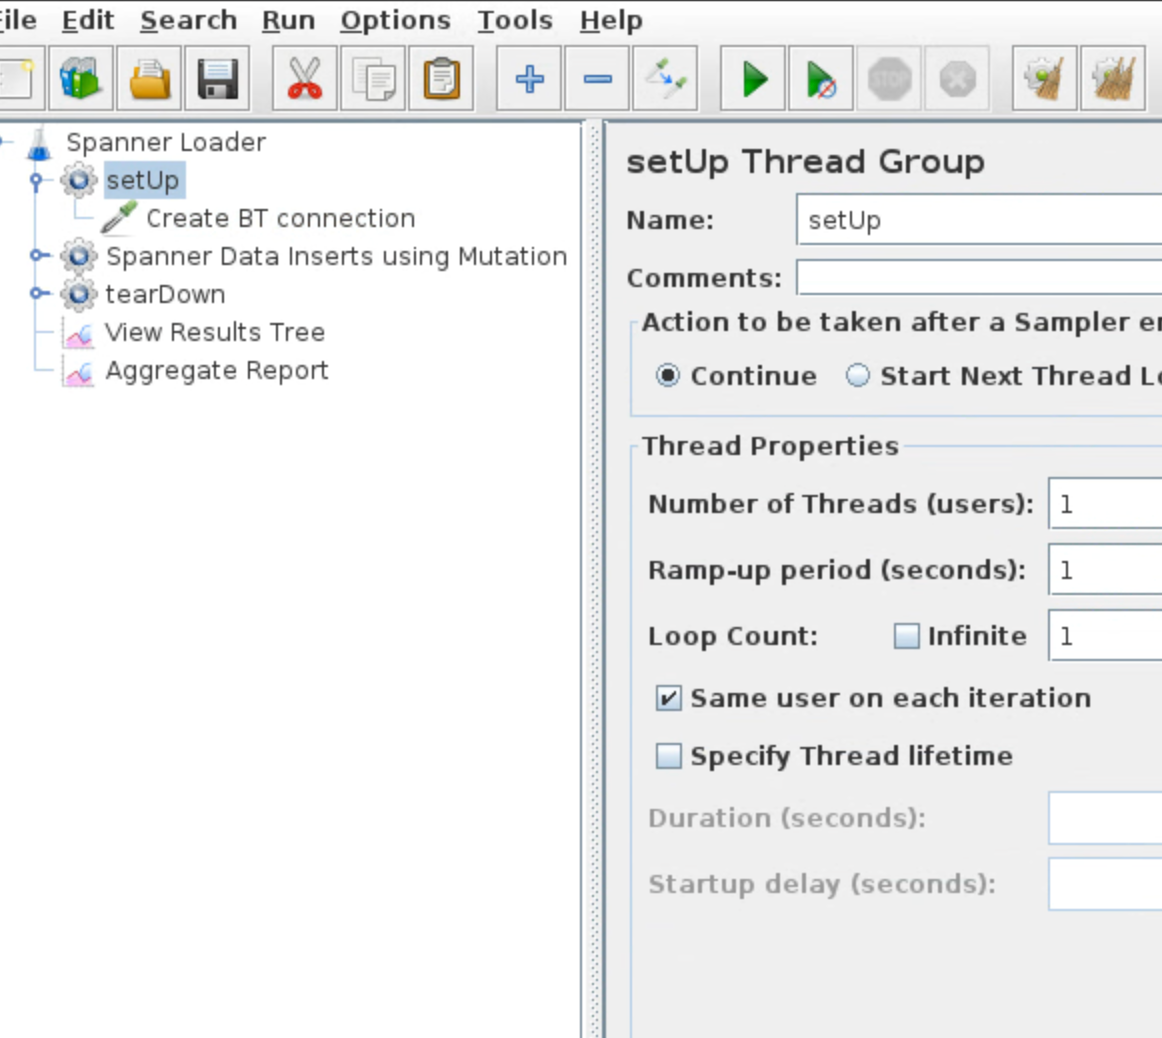 File Edit Search Run Options Tools Help
STOP
Spanner Loader
setUp
Create BT connection
Spanner Data Inserts using Mutation
tearDown
View Results Tree
Aggregate Report
setUp Thread Group
Name: setUp
Comments:
Action to be taken after a Sampler er
Continue Start Next Thread Lo
Thread Properties
Number of Threads (users): 1
Ramp-up period (seconds): 1
Loop Count: Infinite 1
Same user on each iteration
Specify Thread lifetime
Duration (seconds):
Startup delay (seconds):